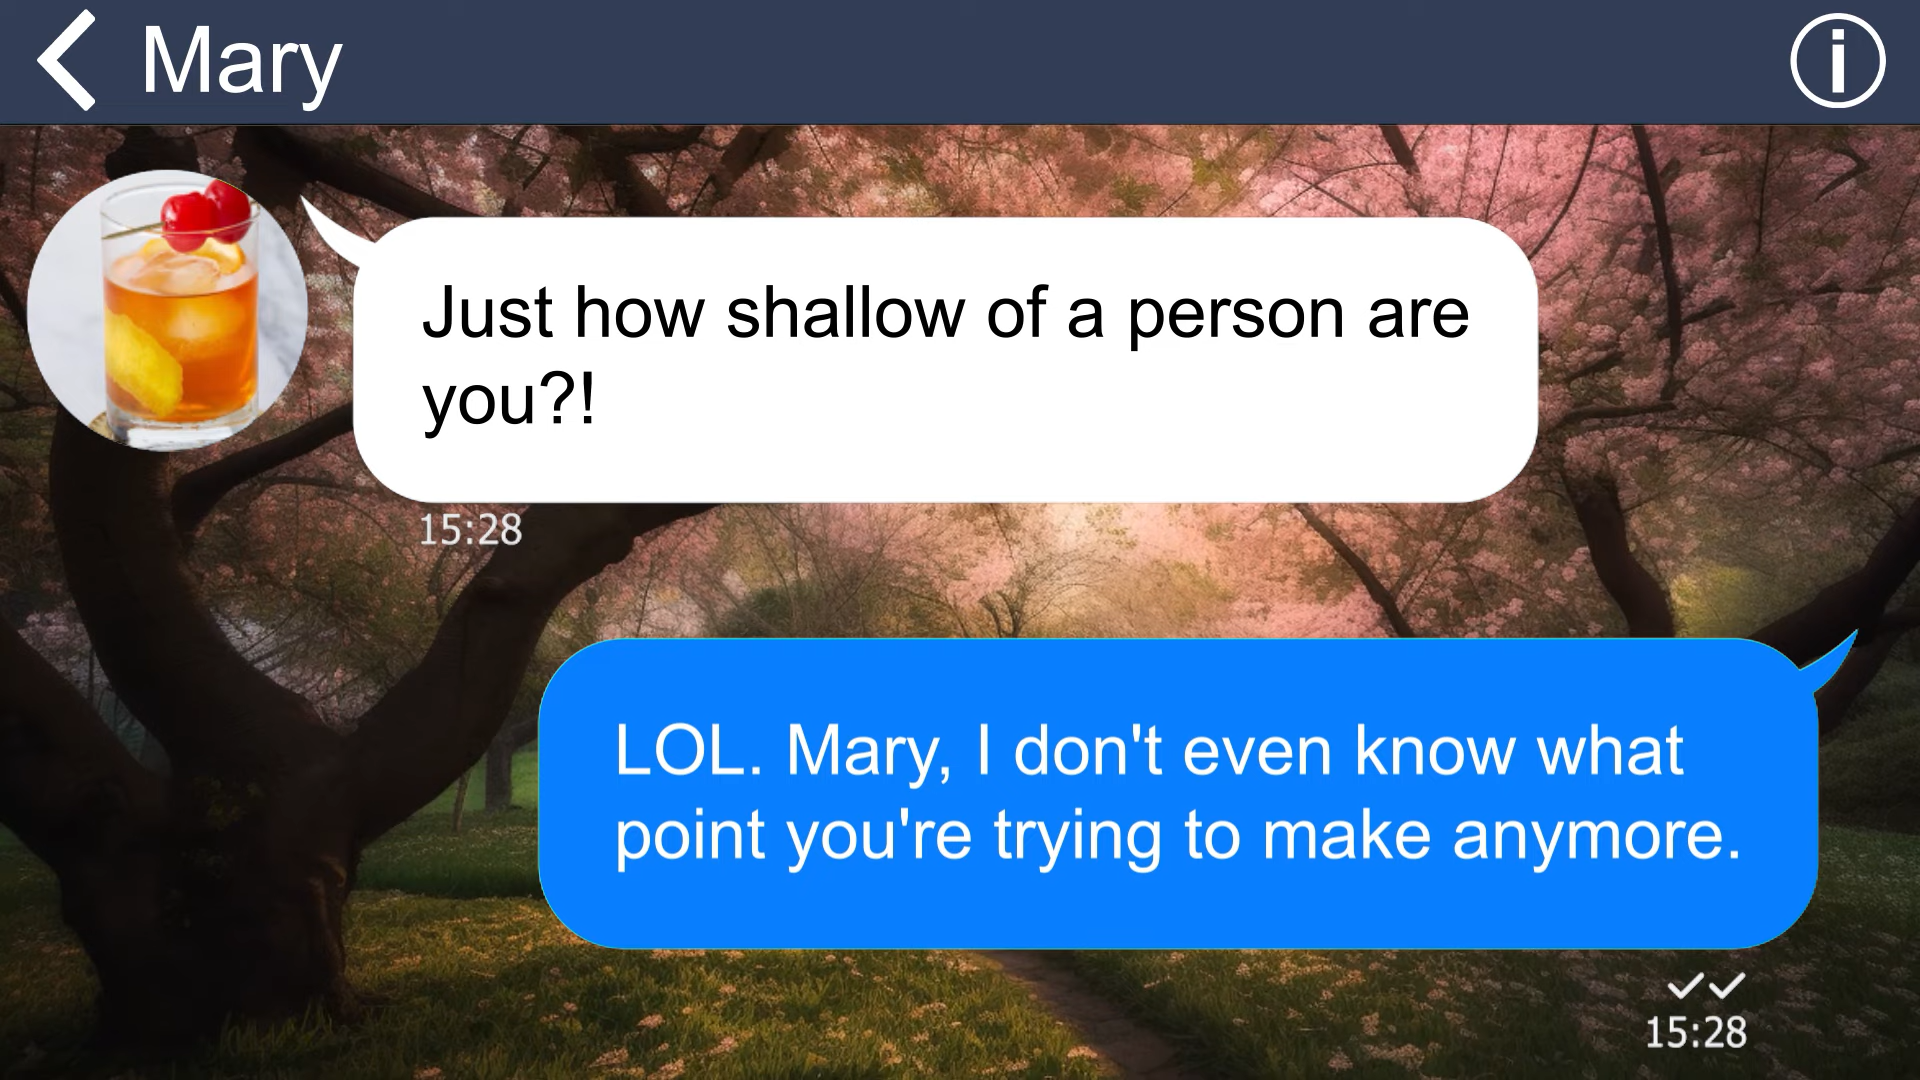 Mary
Just how shallow of a person are
you?!
15:28
LOL. Mary, I don't even know what
point you're trying to make anymore.
15:28